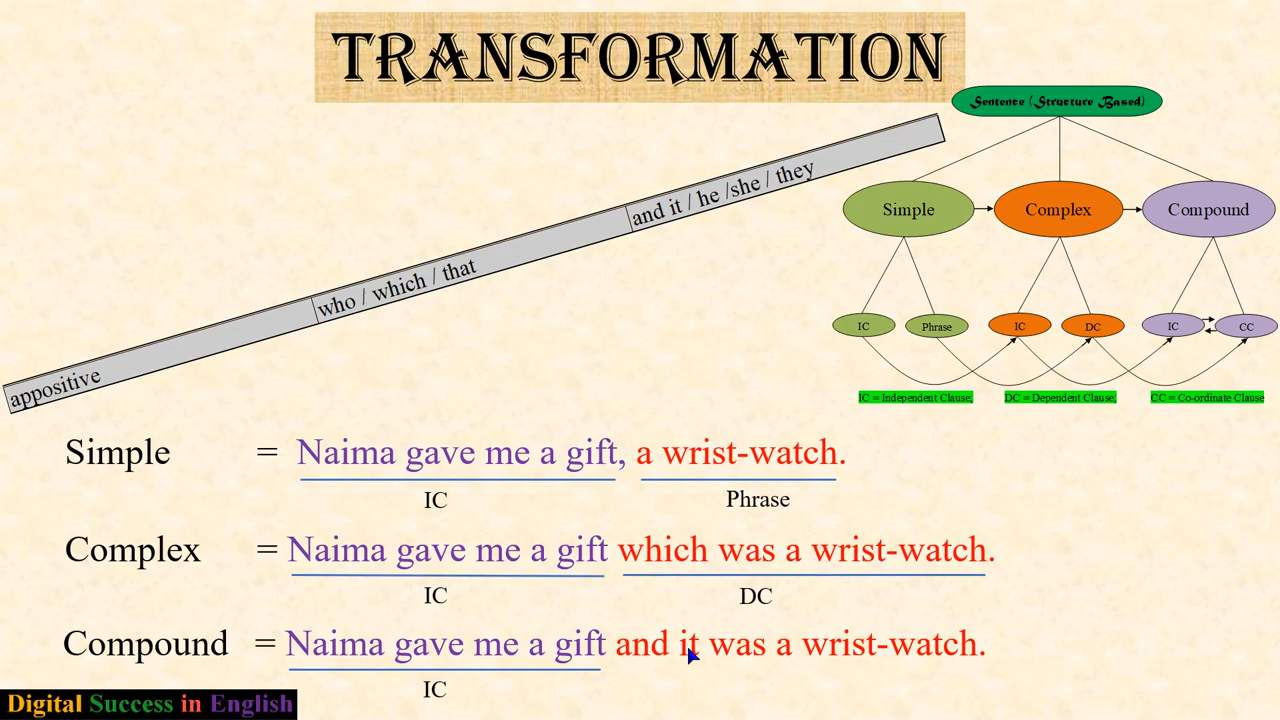 TRANSFORMATION
Sentence (Structure Based)
Simple Complex Compound
IC Phrase IC DC IC CC
IC = Independent Clause, DC = Dependent Clause, CC = Co-ordinate Clause
appositive who / which / that and it / he /she / they
Simple = Naima gave me a gift, a wrist-watch.
IC Phrase
Complex = Naima gave me a gift which was a wrist-watch.
IC DC
Compound = Naima gave me a gift and it was a wrist-watch.
IC
Digital Success in English